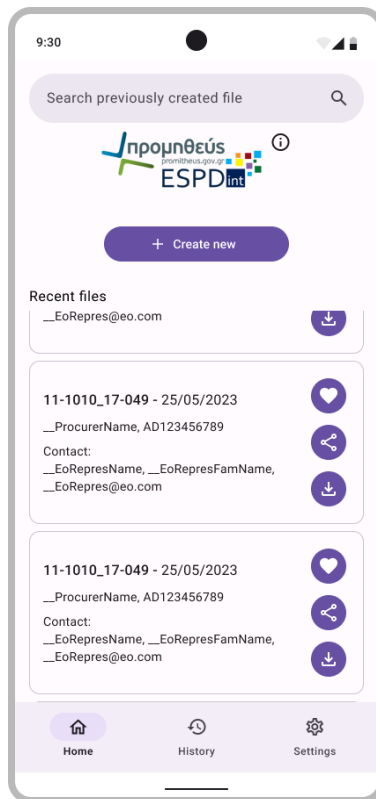 9:30
Search previously created file
προμηθεύς
promitheus.gov.gr
ESPD int
+ Create new
Recent files
__EoRepres@eo.com
11-1010_17-049 - 25/05/2023
__ProcurerName, AD123456789
Contact:
__EoRepresName, __EoRepresFamName,
__EoRepres@eo.com
11-1010_17-049 - 25/05/2023
__ProcurerName, AD123456789
Contact:
__EoRepresName, __EoRepresFamName,
__EoRepres@eo.com
Home
History
Settings